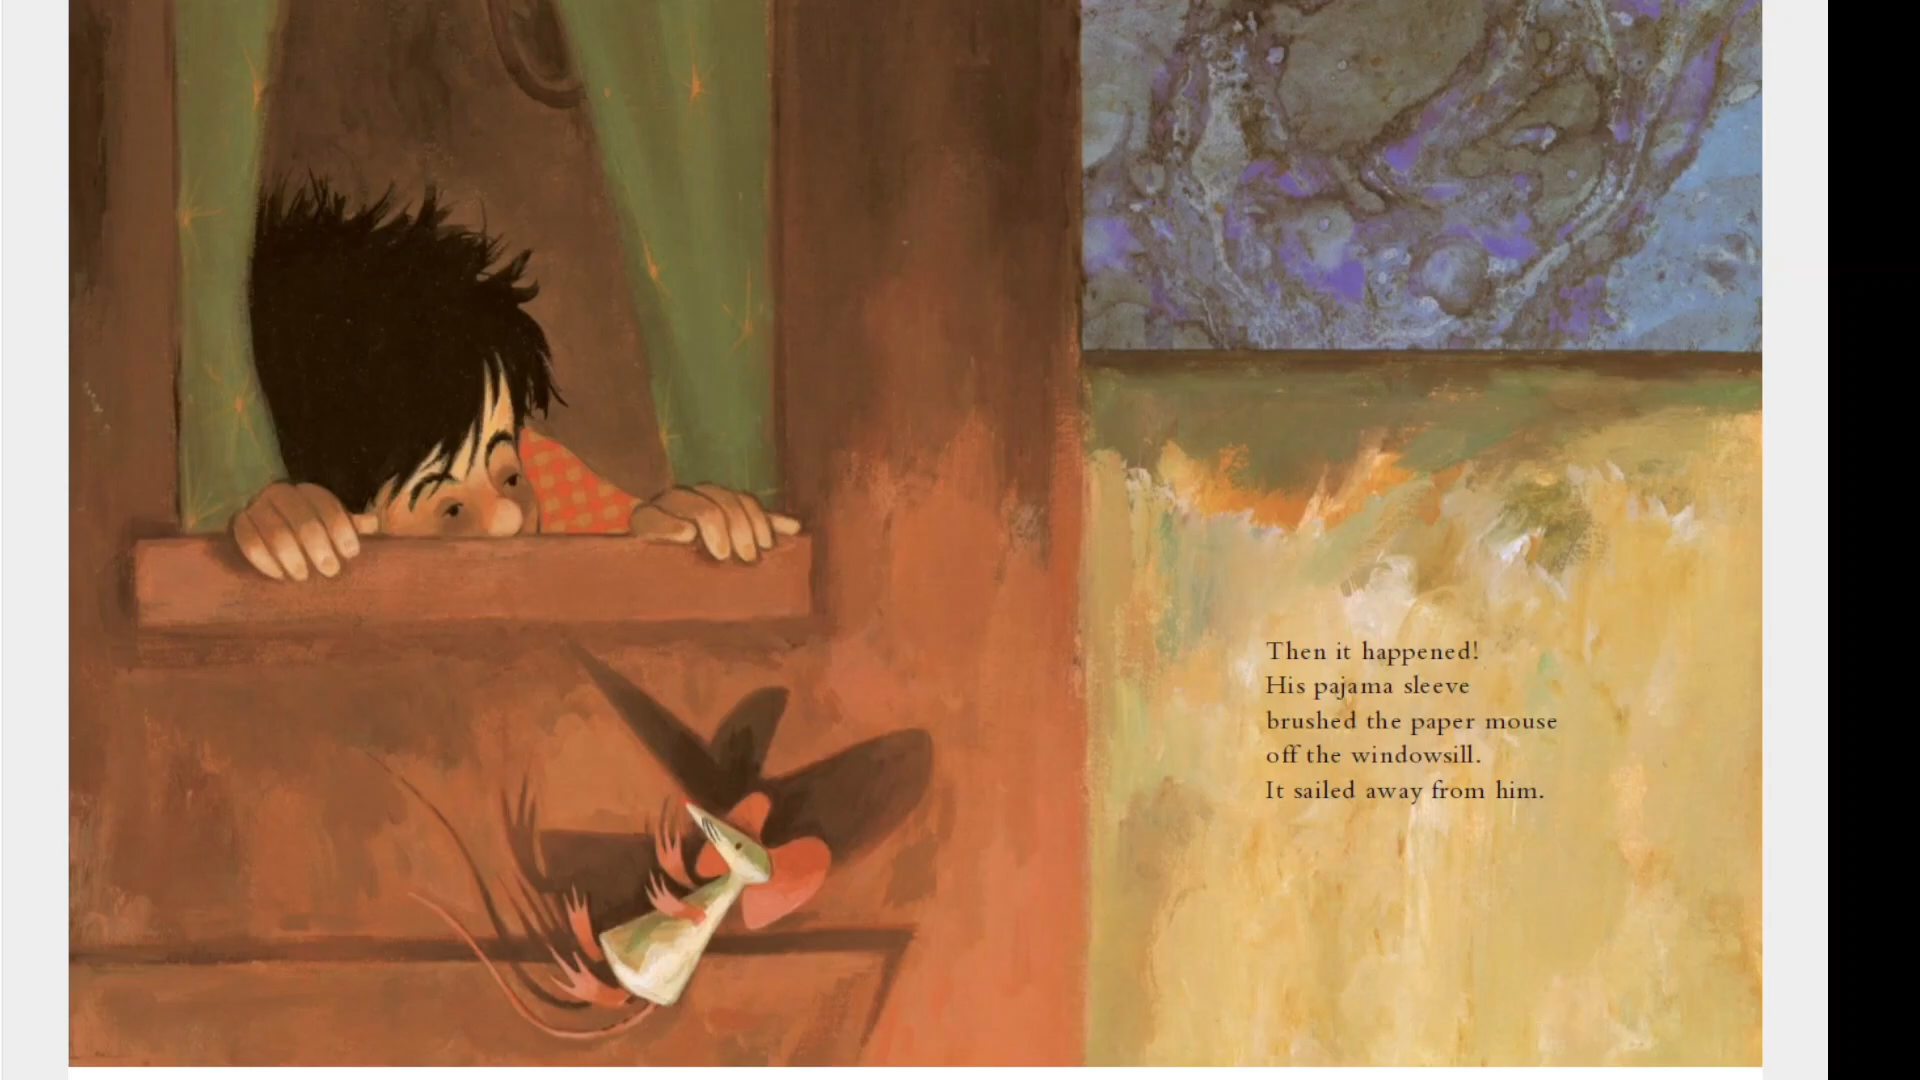 Then it happened!
His pajama sleeve
brushed the paper mouse
off the windowsill.
It sailed away from him.